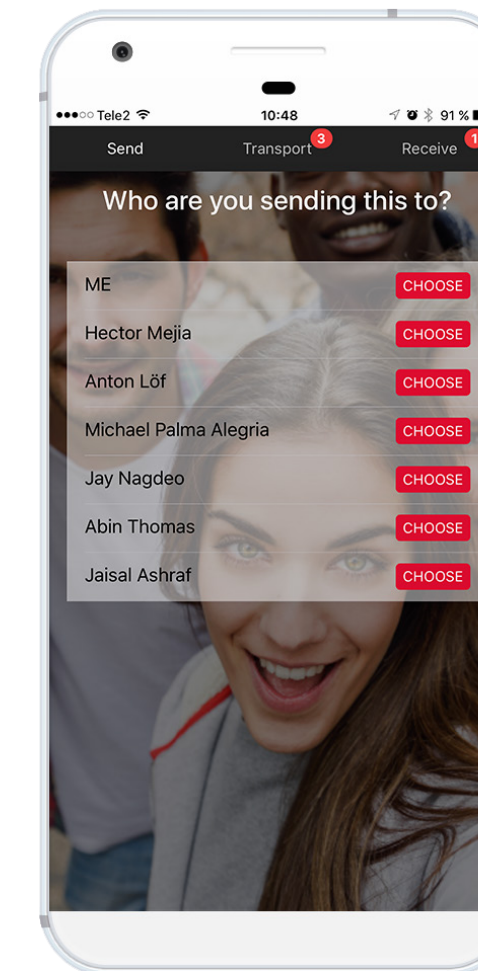 Tele2 10:48 91 %
Send Transport 3 Receive 1
Who are you sending this to?
ME CHOOSE
Hector Mejia CHOOSE
Anton Löf CHOOSE
Michael Palma Alegria CHOOSE
Jay Nagdeo CHOOSE
Abin Thomas CHOOSE
Jaisal Ashraf CHOOSE